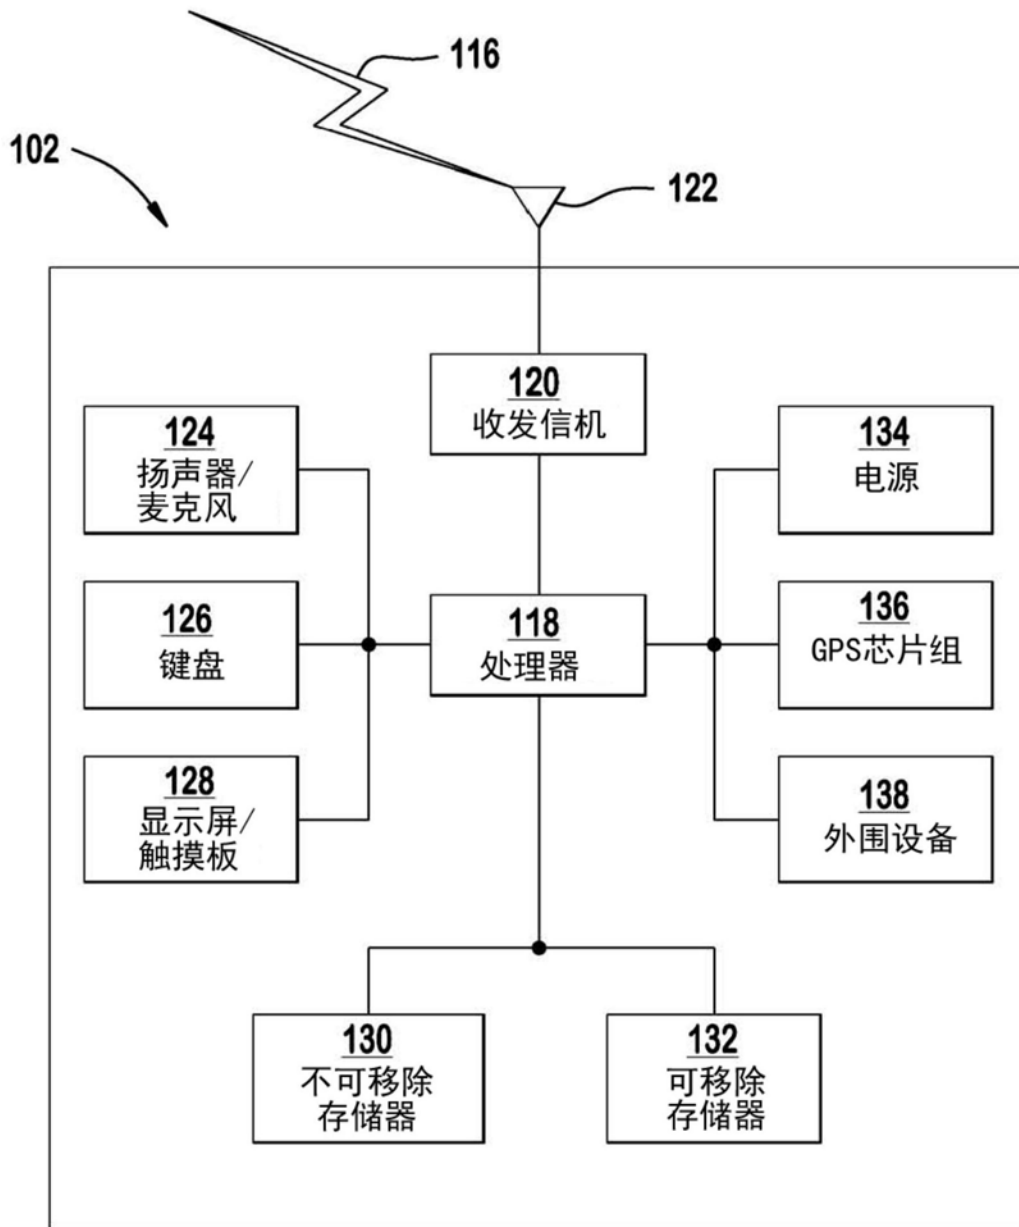 116
102
122
120
收发信机
124
扬声器/
麦克风
134
电源
126
键盘
118
处理器
136
GPS芯片组
128
显示屏/
触摸板
138
外围设备
130
不可移除
存储器
132
可移除
存储器